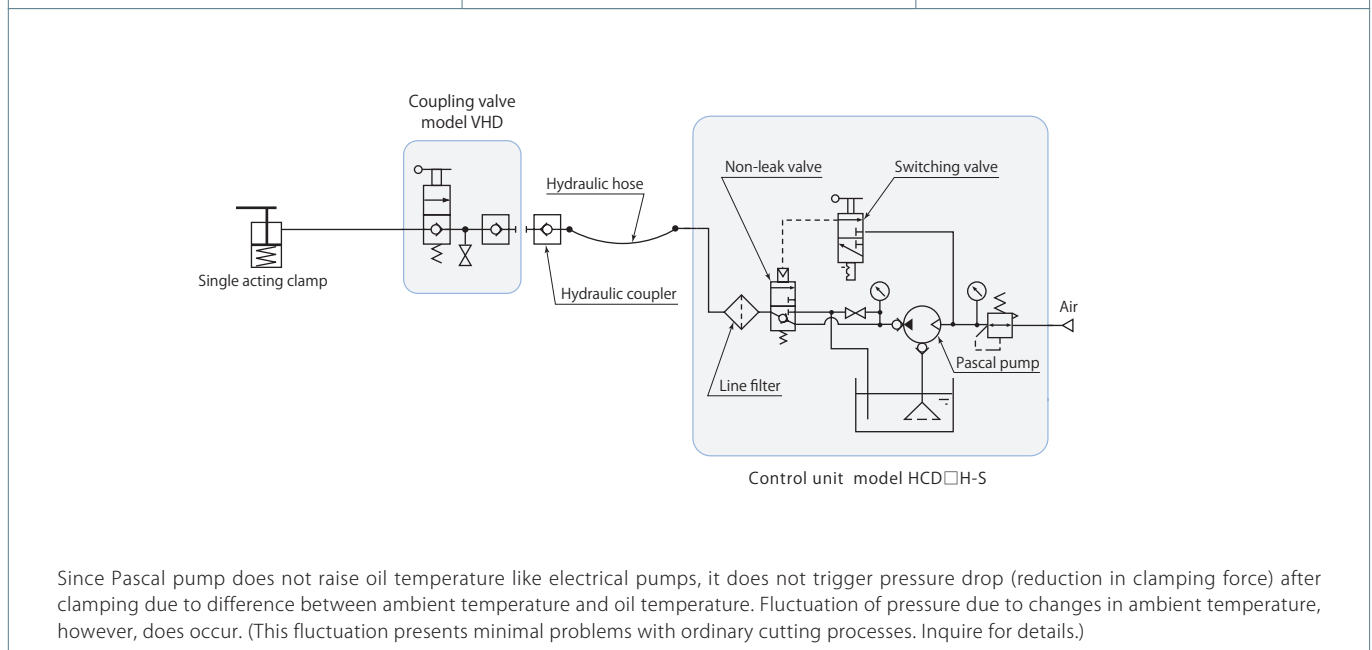 Coupling valve
model VHD
Non-leak valve
Switching valve
Hydraulic hose
Single acting clamp
Hydraulic coupler
Air
Pascal pump
Line filter
Control unit model HCD□H-S
Since Pascal pump does not raise oil temperature like electrical pumps, it does not trigger pressure drop (reduction in clamping force) after
clamping due to difference between ambient temperature and oil temperature. Fluctuation of pressure due to changes in ambient temperature,
however, does occur. (This fluctuation presents minimal problems with ordinary cutting processes. Inquire for details.)